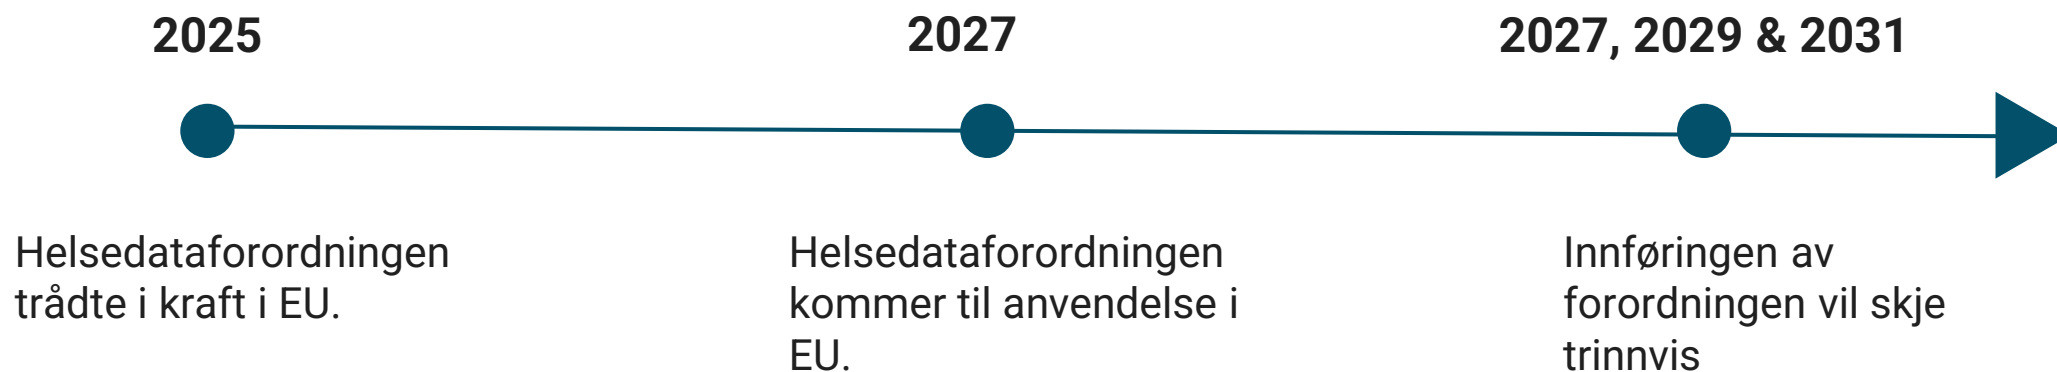 2025
Helsedataforordningen
trådte i kraft i EU.
2027
Helsedataforordningen
kommer til anvendelse i
EU.
2027, 2029 & 2031
Innføringen av
forordningen vil skje
trinnvis